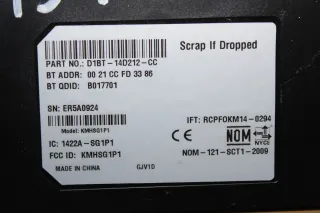 Scrap If Dropped
PART NO.: D1BT-14D212-CC
BT ADDR: 00 21 CC FD 33 86
BT QDID: B017701
SN: ER5A0924
Model: KMHSG1P1
IFT: RCPFOKM14-0294
IC: 1422A-SG1P1
FCC ID: KMHSG1P1
CE
NOM
NYCE
NOM-121-SCT1-2009
MADE IN CHINA
GJV10